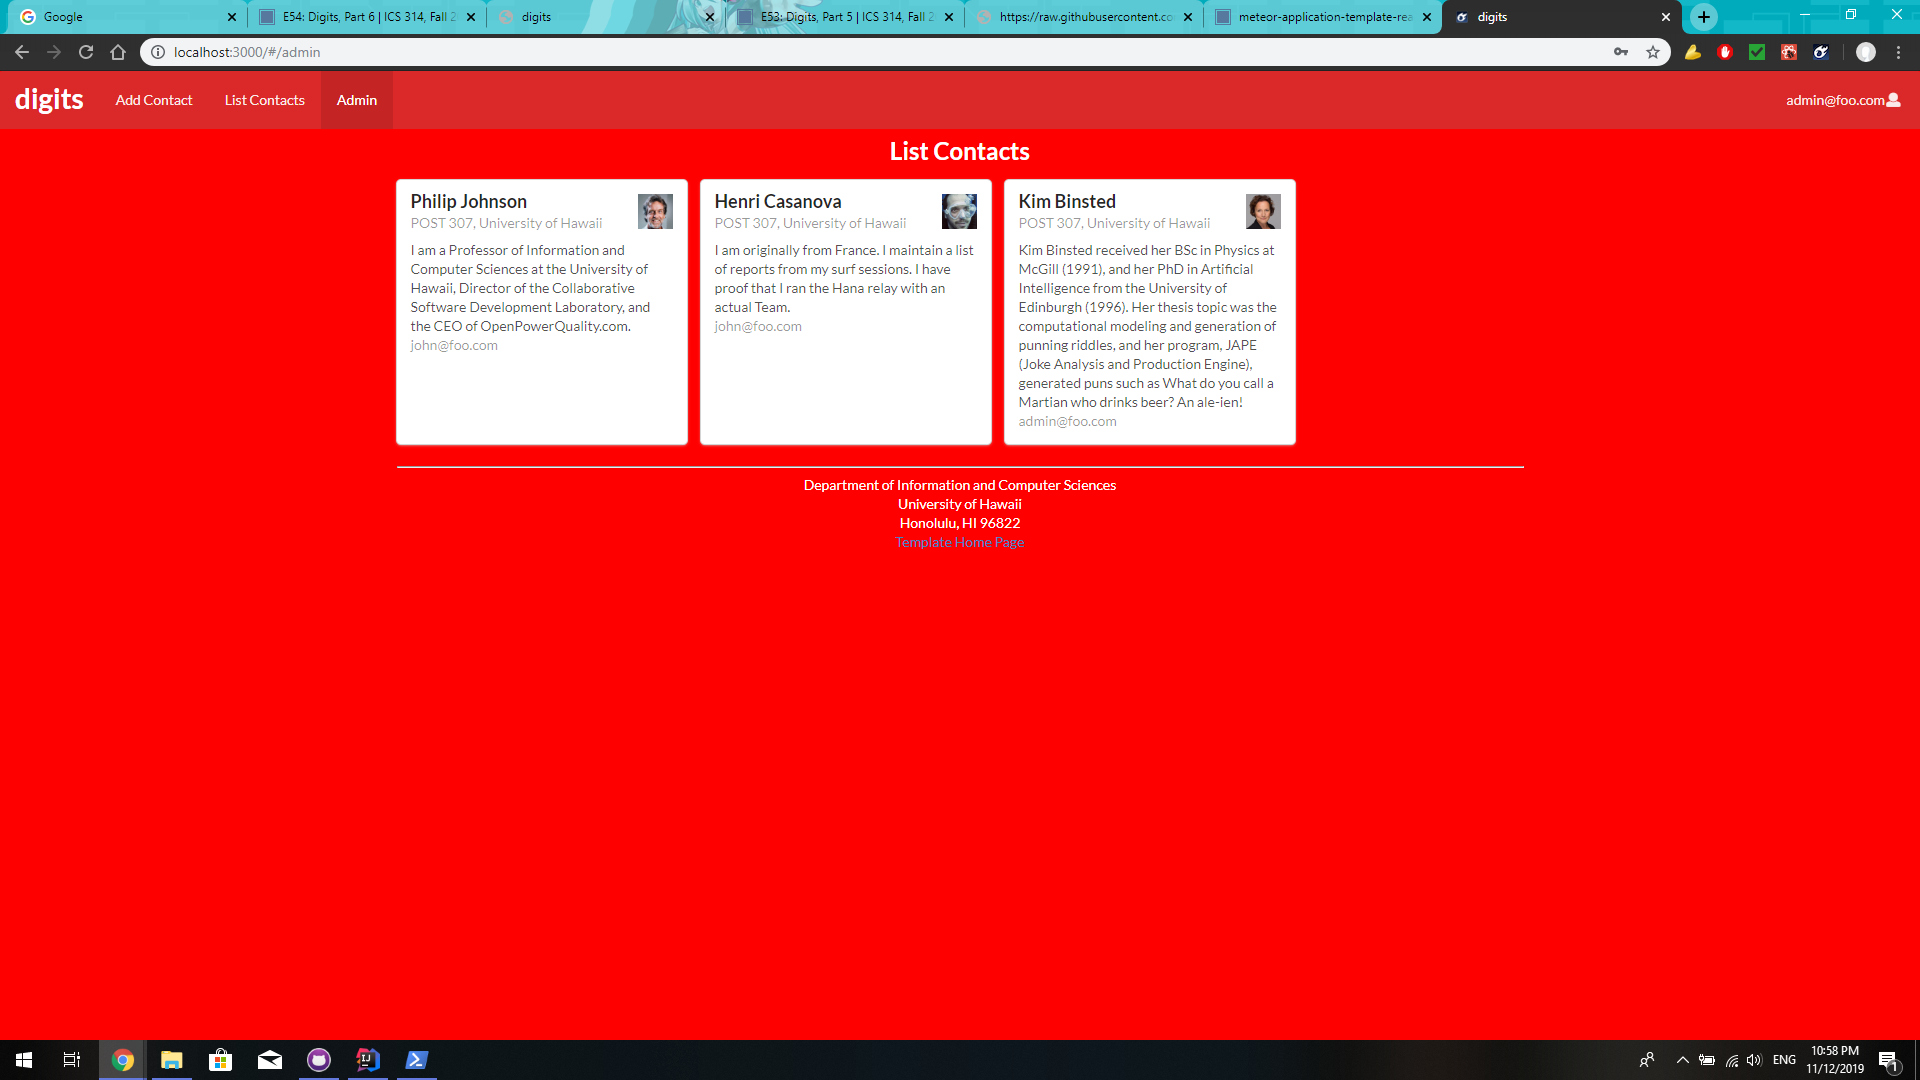 Google
E54: Digits, Part 6 | ICS 314, Fall 2
digits
E53: Digits, Part 5 | ICS 314, Fall 2
https://raw.githubusercontent.co
meteor-application-template-rea
digits
localhost:3000/#/admin
digits
Add Contact
List Contacts
Admin
admin@foo.com
List Contacts
Philip Johnson
POST 307, University of Hawaii
I am a Professor of Information and
Computer Sciences at the University of
Hawaii, Director of the Collaborative
Software Development Laboratory, and
the CEO of OpenPowerQuality.com.
john@foo.com
Henri Casanova
POST 307, University of Hawaii
I am originally from France. I maintain a list
of reports from my surf sessions. I have
proof that I ran the Hana relay with an
actual Team.
john@foo.com
Kim Binsted
POST 307, University of Hawaii
Kim Binsted received her BSc in Physics at
McGill (1991), and her PhD in Artificial
Intelligence from the University of
Edinburgh (1996). Her thesis topic was the
computational modeling and generation of
punning riddles, and her program, JAPE
(Joke Analysis and Production Engine),
generated puns such as What do you call a
Martian who drinks beer? An ale-ien!
admin@foo.com
Department of Information and Computer Sciences
University of Hawaii
Honolulu, HI 96822
Template Home Page
ENG
10:58 PM
11/12/2019
1